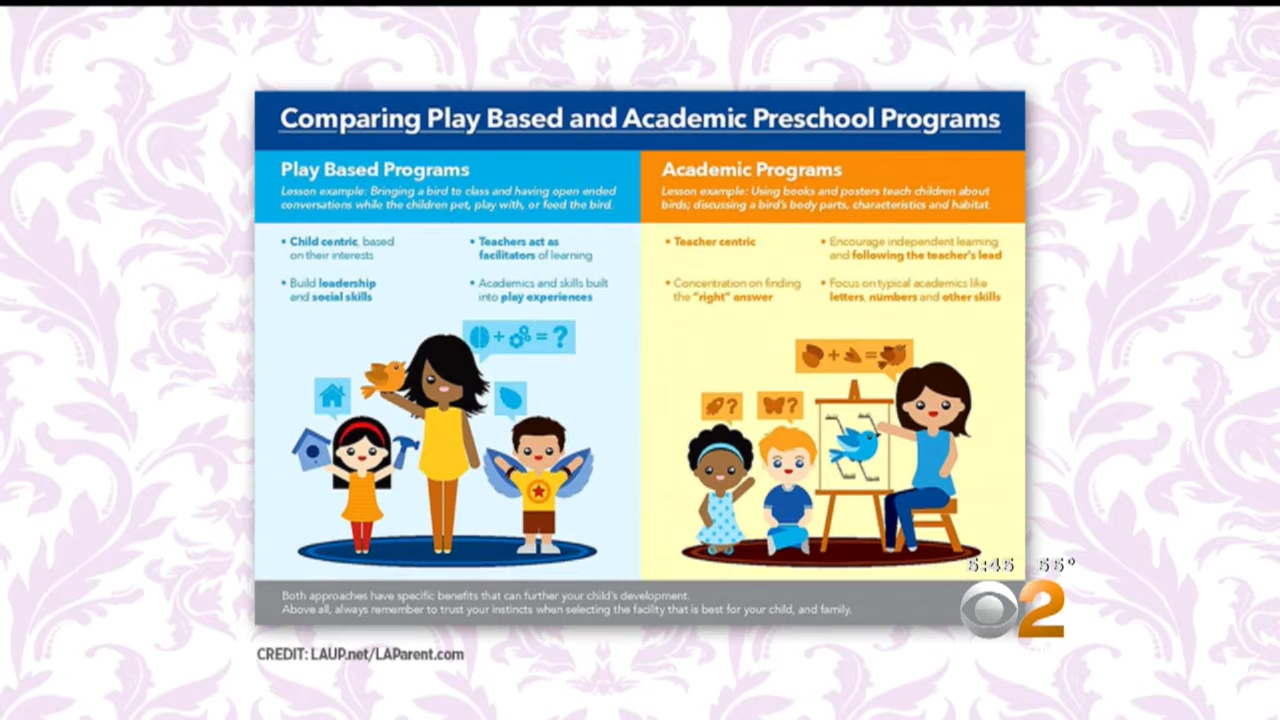 Comparing Play Based and Academic Preschool Programs
Play Based Programs
Lesson example: Bringing a bird to class and having open ended
conversations while the children pet, play with, or feed the bird.
• Child centric, based
on their interests
• Build leadership
and social skills
• Teachers act as
facilitators of learning
• Academics and skills built
into play experiences
+ = ?
Academic Programs
Lesson example: Using books and posters teach children about
birds; discussing a bird's body parts, characteristics and habitat.
• Teacher centric
• Concentration on finding
the "right" answer
• Encourage independent learning
and following the teacher's lead
• Focus on typical academics like
letters, numbers and other skills
+ =
?
?
Both approaches have specific benefits that can further your child's development.
Above all, always remember to trust your instincts when selecting the facility that is best for your child, and family.
5:45 55°
2
CREDIT: LAUP.net/LAParent.com